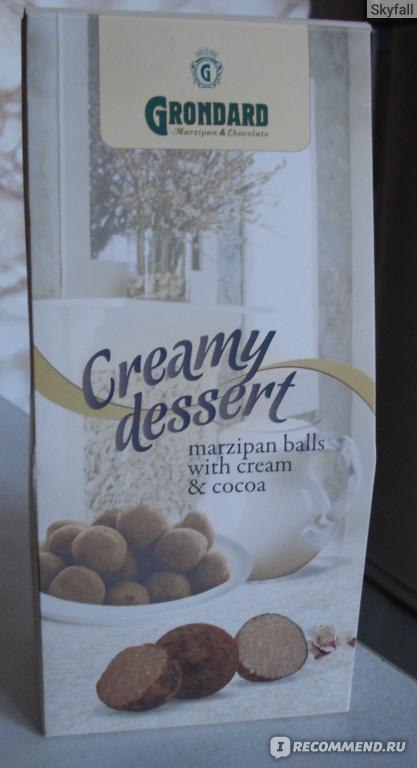 Skyfall
G
GRONDARD
Marzipan & Chocolate
Creamy
dessert
marzipan balls
with cream
& cocoa
I RECOMMEND.RU